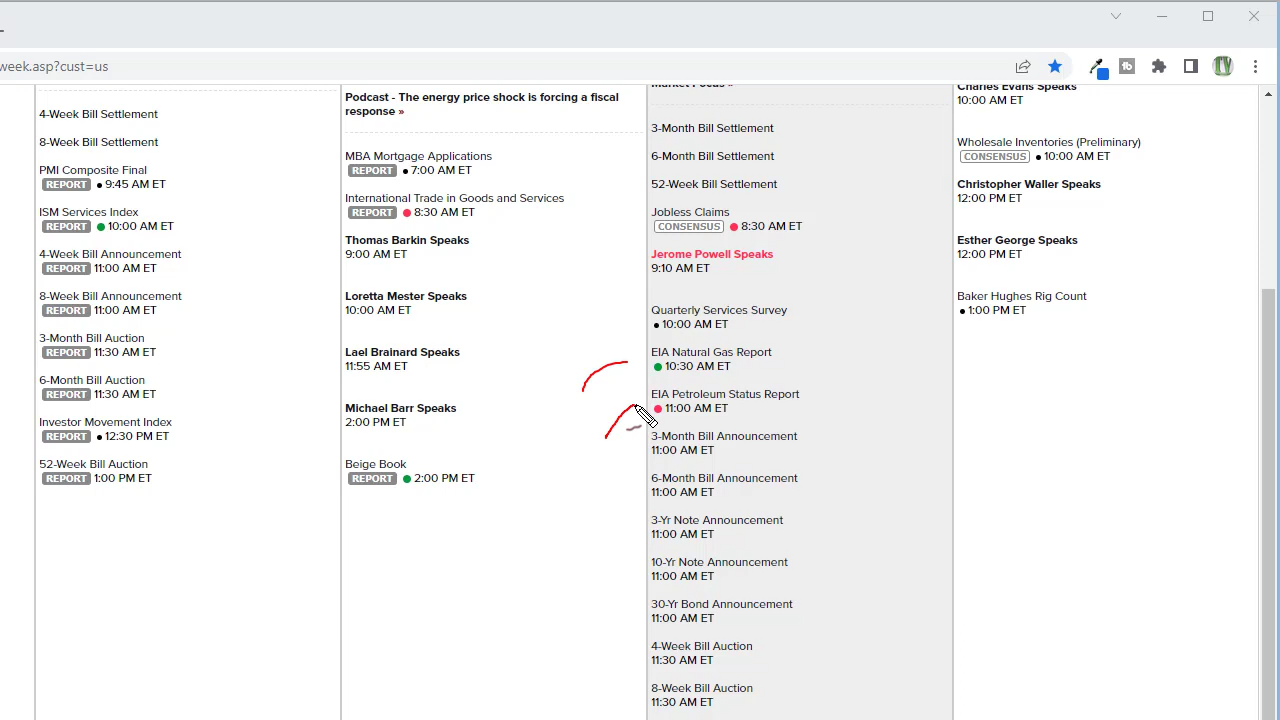 week.asp?cust=us
4-Week Bill Settlement
8-Week Bill Settlement
PMI Composite Final
REPORT 9:45 AM ET
ISM Services Index
REPORT 10:00 AM ET
4-Week Bill Announcement
REPORT 11:00 AM ET
8-Week Bill Announcement
REPORT 11:00 AM ET
3-Month Bill Auction
REPORT 11:30 AM ET
6-Month Bill Auction
REPORT 11:30 AM ET
Investor Movement Index
REPORT 12:30 PM ET
52-Week Bill Auction
REPORT 1:00 PM ET
Podcast - The energy price shock is forcing a fiscal
response »
MBA Mortgage Applications
REPORT 7:00 AM ET
International Trade in Goods and Services
REPORT 8:30 AM ET
Thomas Barkin Speaks
9:00 AM ET
Loretta Mester Speaks
10:00 AM ET
Lael Brainard Speaks
11:55 AM ET
Michael Barr Speaks
2:00 PM ET
Beige Book
REPORT 2:00 PM ET
Market Focus »
3-Month Bill Settlement
6-Month Bill Settlement
52-Week Bill Settlement
Jobless Claims
CONSENSUS 8:30 AM ET
Jerome Powell Speaks
9:10 AM ET
Quarterly Services Survey
10:00 AM ET
EIA Natural Gas Report
10:30 AM ET
EIA Petroleum Status Report
11:00 AM ET
3-Month Bill Announcement
11:00 AM ET
6-Month Bill Announcement
11:00 AM ET
3-Yr Note Announcement
11:00 AM ET
10-Yr Note Announcement
11:00 AM ET
30-Yr Bond Announcement
11:00 AM ET
4-Week Bill Auction
11:30 AM ET
8-Week Bill Auction
11:30 AM ET
Charles Evans Speaks
10:00 AM ET
Wholesale Inventories (Preliminary)
CONSENSUS 10:00 AM ET
Christopher Waller Speaks
12:00 PM ET
Esther George Speaks
12:00 PM ET
Baker Hughes Rig Count
1:00 PM ET